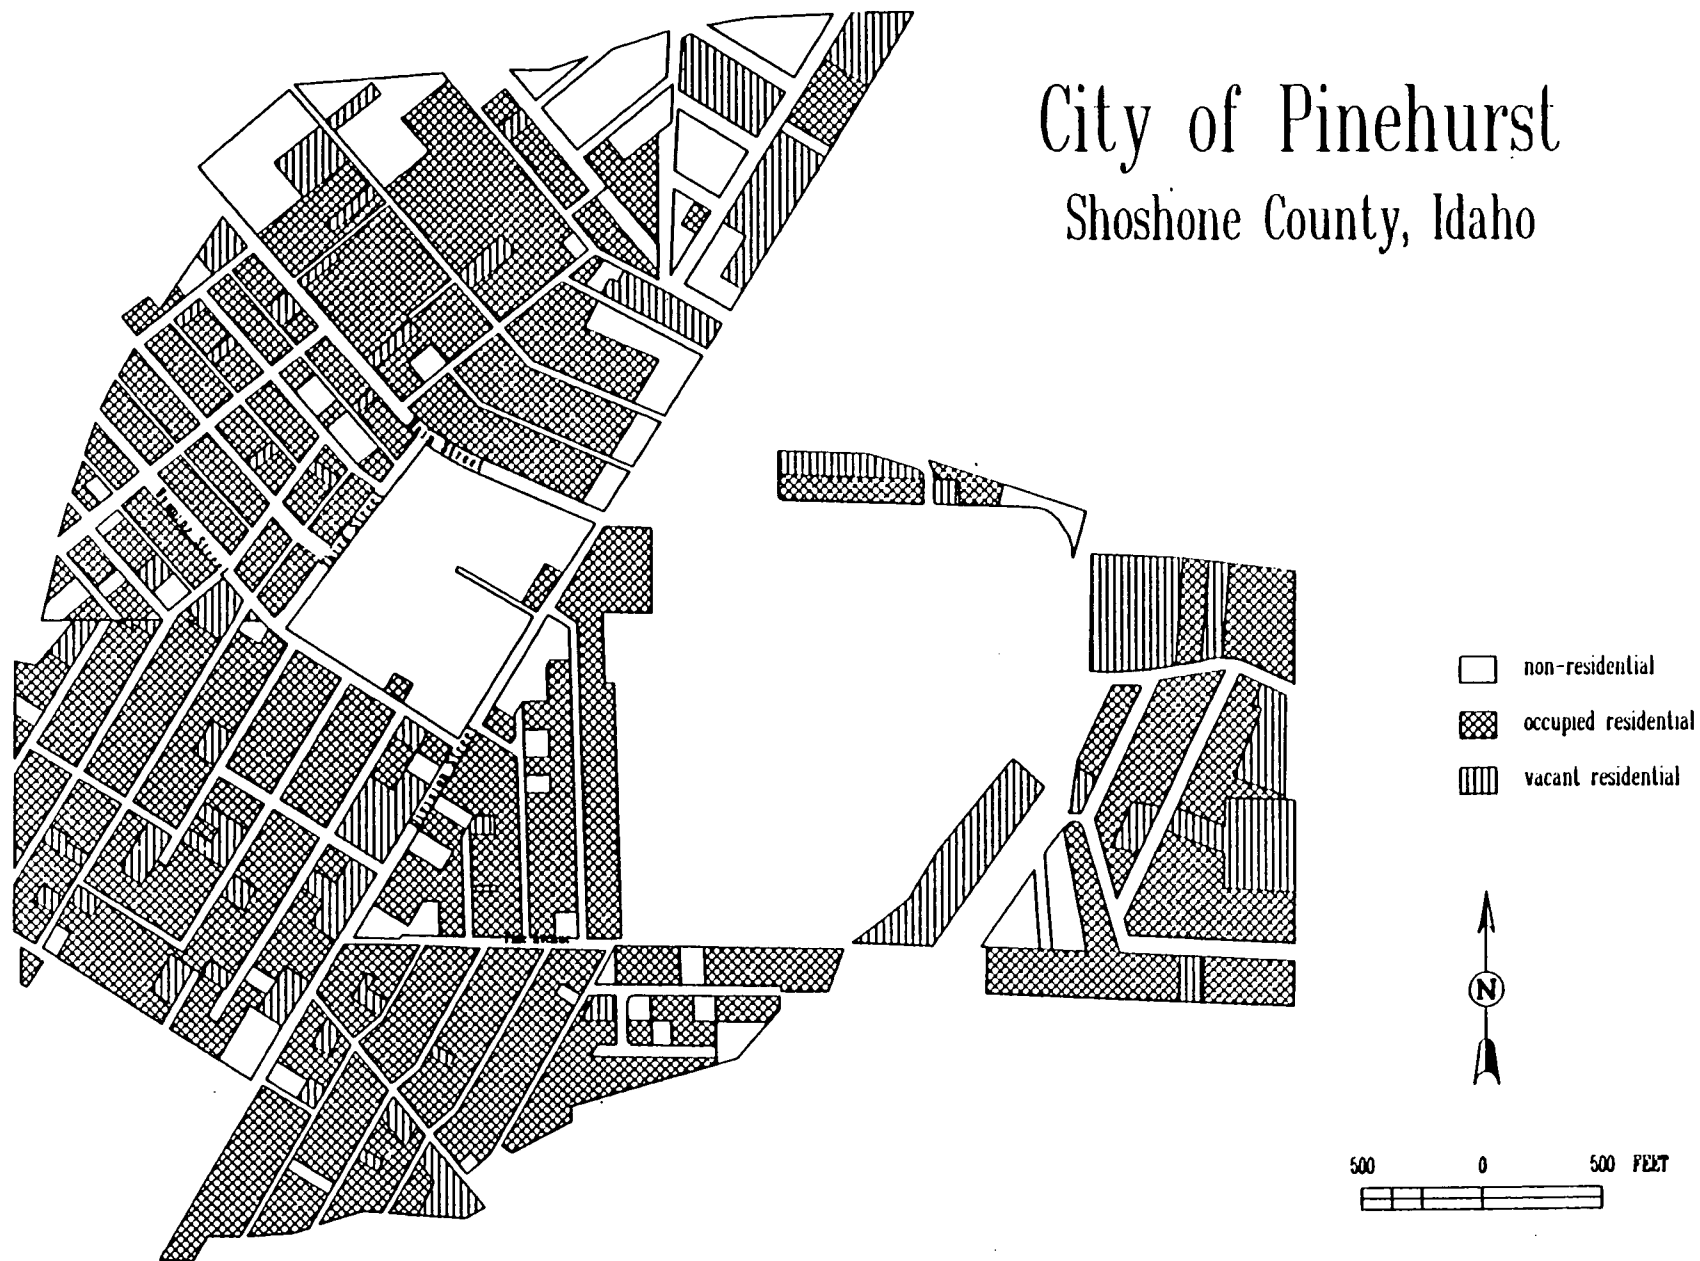 City of Pinehurst
Shoshone County, Idaho
non-residential
occupied residential
vacant residential
N
500 0 500 FEET